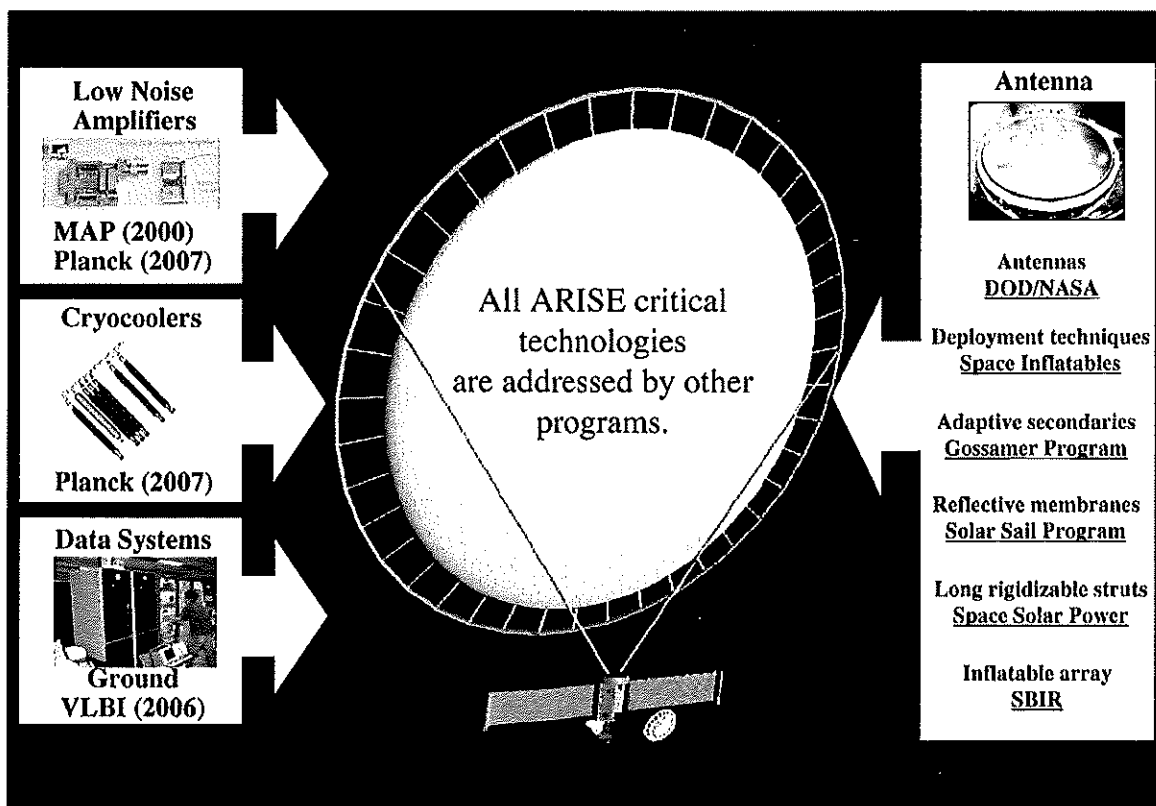 Low Noise
Amplifiers
MAP (2000)
Planck (2007)
Cryocoolers
Planck (2007)
Data Systems
Ground
VLBI (2006)
All ARISE critical
technologies
are addressed by other
programs.
Antenna
Antennas
DOD/NASA
Deployment techniques
Space Inflatables
Adaptive secondaries
Gossamer Program
Reflective membranes
Solar Sail Program
Long rigidizable struts
Space Solar Power
Inflatable array
SBIR